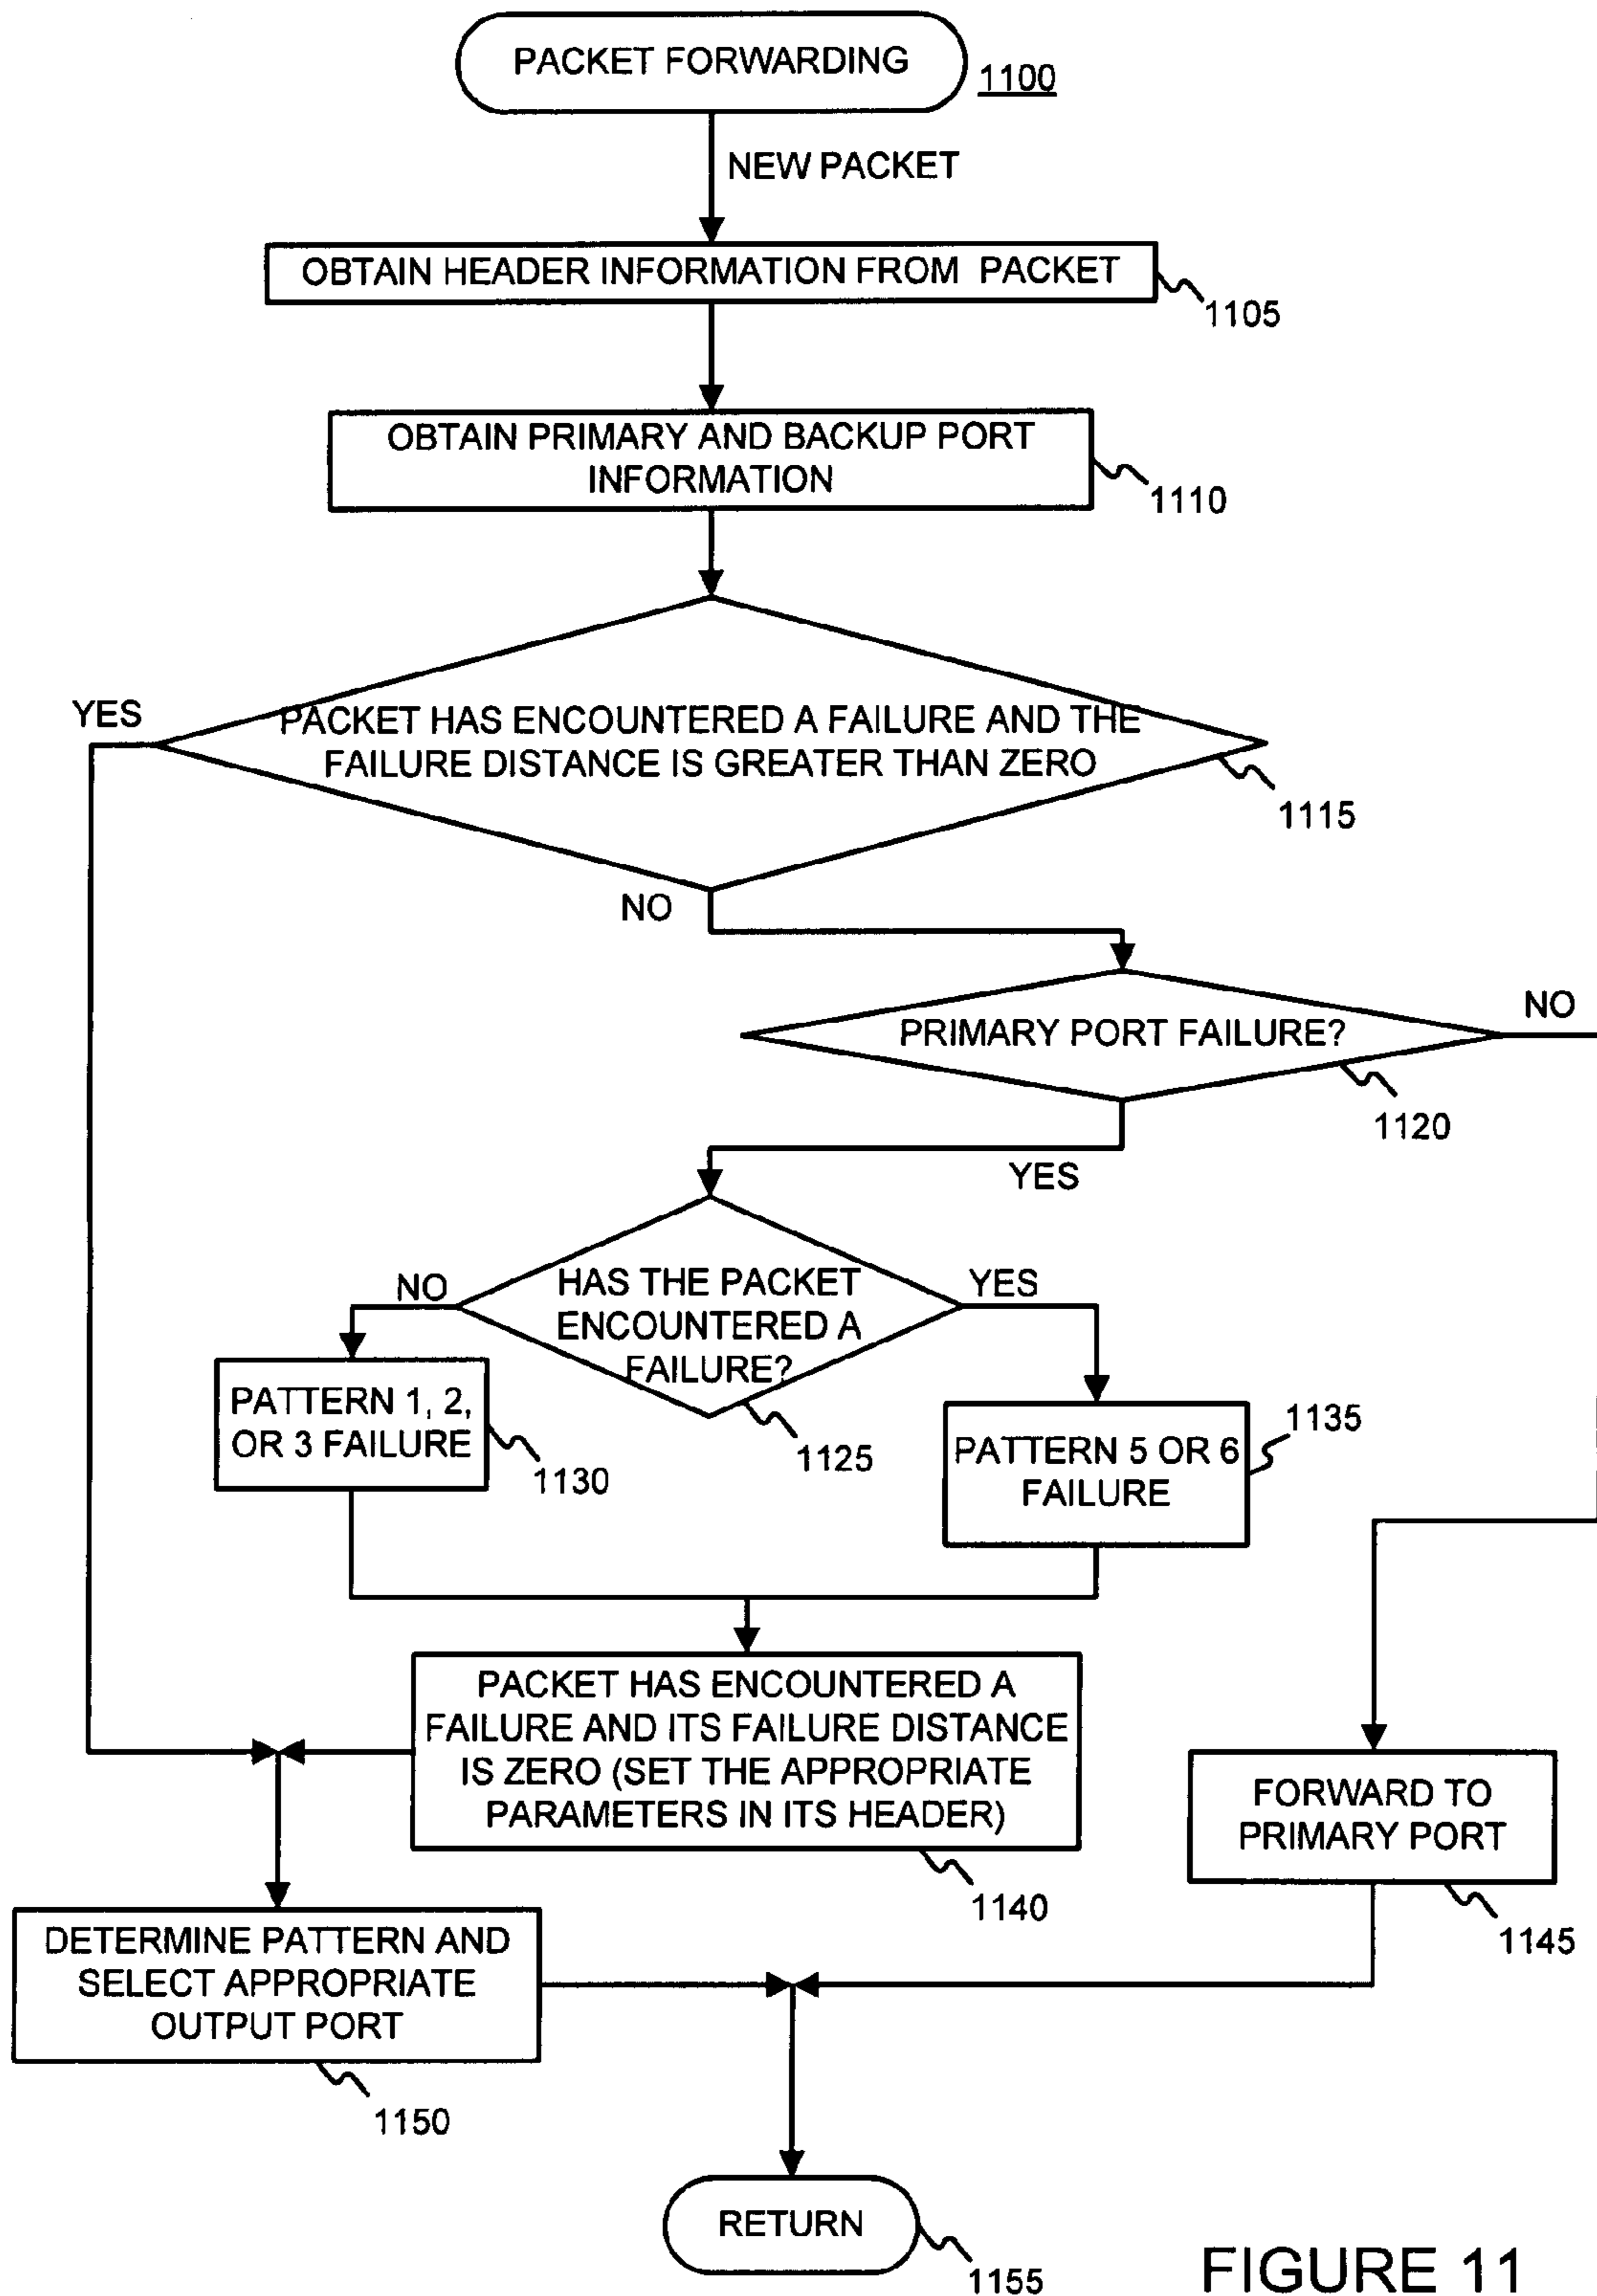 PACKET FORWARDING
1100
NEW PACKET
OBTAIN HEADER INFORMATION FROM PACKET
1105
OBTAIN PRIMARY AND BACKUP PORT
INFORMATION
1110
YES
PACKET HAS ENCOUNTERED A FAILURE AND THE
FAILURE DISTANCE IS GREATER THAN ZERO
1115
NO
NO
PRIMARY PORT FAILURE?
1120
YES
NO
HAS THE PACKET
ENCOUNTERED A
FAILURE?
YES
1125
PATTERN 1, 2,
OR 3 FAILURE
1130
1135
PATTERN 5 OR 6
FAILURE
PACKET HAS ENCOUNTERED A
FAILURE AND ITS FAILURE DISTANCE
IS ZERO (SET THE APPROPRIATE
PARAMETERS IN ITS HEADER)
1140
FORWARD TO
PRIMARY PORT
1145
DETERMINE PATTERN AND
SELECT APPROPRIATE
OUTPUT PORT
1150
RETURN
1155
FIGURE 11